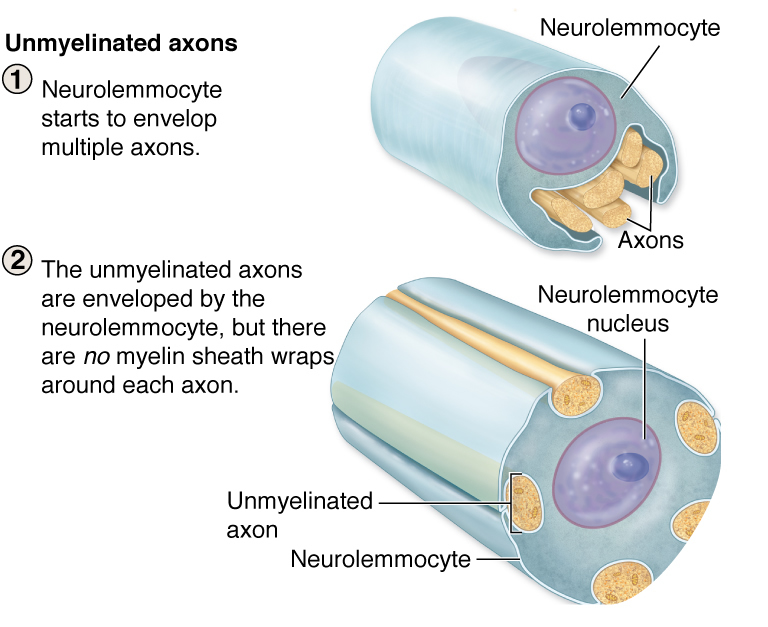 Unmyelinated axons
1
Neurolemmocyte
starts to envelop
multiple axons.
Neurolemmocyte
Axons
2
The unmyelinated axons
are enveloped by the
neurolemmocyte, but there
are no myelin sheath wraps
around each axon.
Neurolemmocyte
nucleus
Unmyelinated
axon
Neurolemmocyte